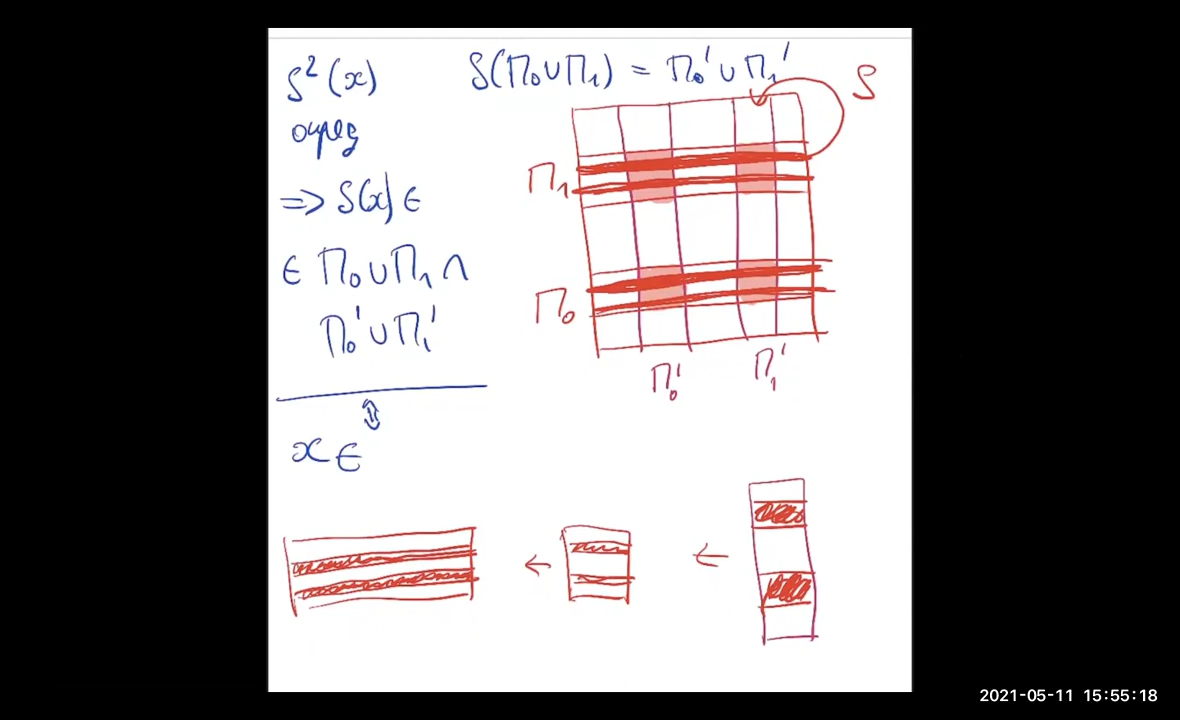 S²(x)
опред
=> S(x) ∈
∈ Π₀∪Π₁ ∩
Π₀'∪Π₁'
⇕
x ∈
S(Π₀∪Π₁) = Π₀'∪Π₁'
S
Π₁
Π₀
Π₀' Π₁'
← ←
2021-05-11 15:55:18